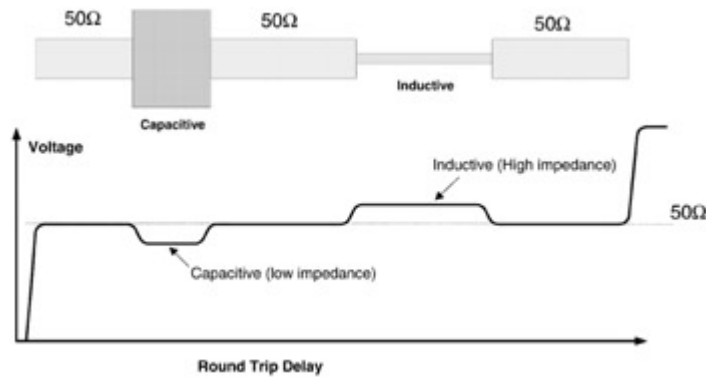 50Ω
50Ω
50Ω
Capacitive
Inductive
Voltage
Inductive (High impedance)
50Ω
Capacitive (low impedance)
Round Trip Delay